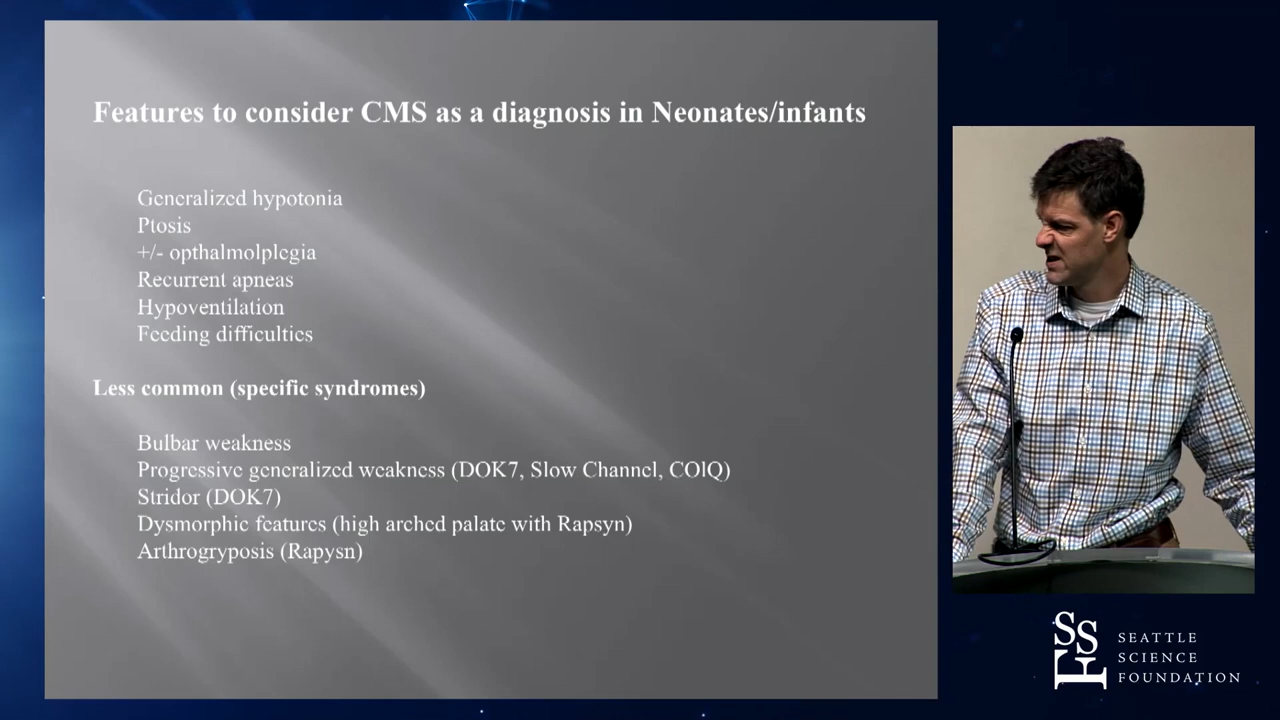 Features to consider CMS as a diagnosis in Neonates/infants
Generalized hypotonia
Ptosis
+/- opthalmolplegia
Recurrent apneas
Hypoventilation
Feeding difficulties
Less common (specific syndromes)
Bulbar weakness
Progressive generalized weakness (DOK7, Slow Channel, COlQ)
Stridor (DOK7)
Dysmorphic features (high arched palate with Rapsyn)
Arthrogryposis (Rapysn)
SSF
SEATTLE
SCIENCE
FOUNDATION